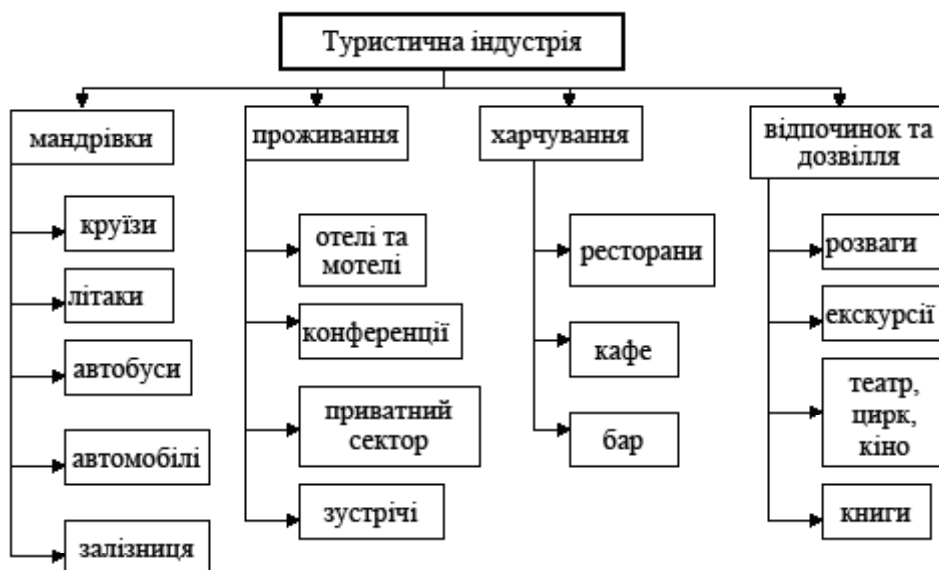 Туристична індустрія
мандрівки
круїзи
літаки
автобуси
автомобілі
залізниця
проживання
отелі та
мотелі
конференції
приватний
сектор
зустрічі
харчування
ресторани
кафе
бар
відпочинок та
дозвілля
розваги
екскурсії
театр,
цирк,
кіно
книги